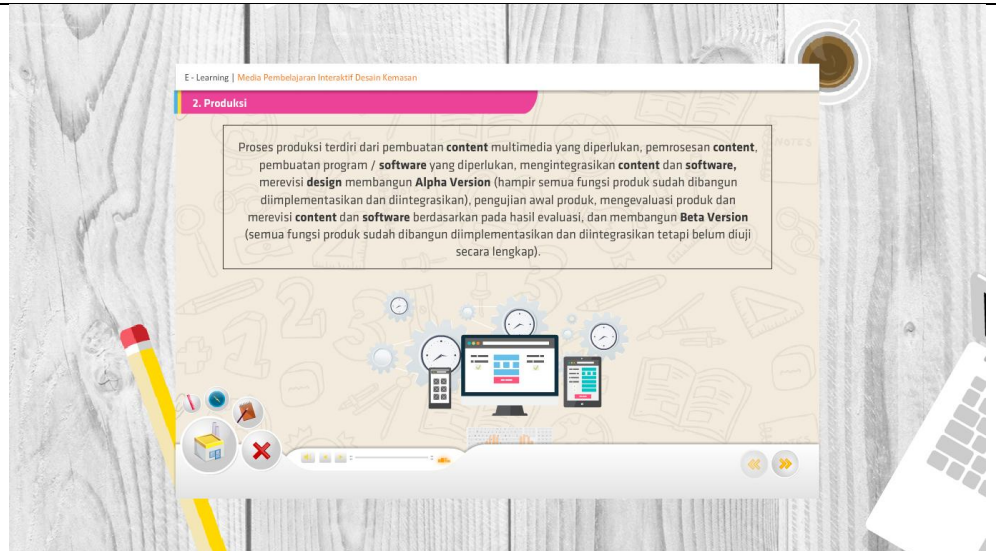 E - Learning | Media Pembelajaran Interaktif Desain Kemasan
2. Produksi
Proses produksi terdiri dari pembuatan content multimedia yang diperlukan, pemrosesan content,
pembuatan program / software yang diperlukan, mengintegrasikan content dan software,
merevisi design membangun Alpha Version (hampir semua fungsi produk sudah dibangun
diimplementasikan dan diintegrasikan), pengujian awal produk, mengevaluasi produk dan
merevisi content dan software berdasarkan pada hasil evaluasi, dan membangun Beta Version
(semua fungsi produk sudah dibangun diimplementasikan dan diintegrasikan tetapi belum diuji
secara lengkap).